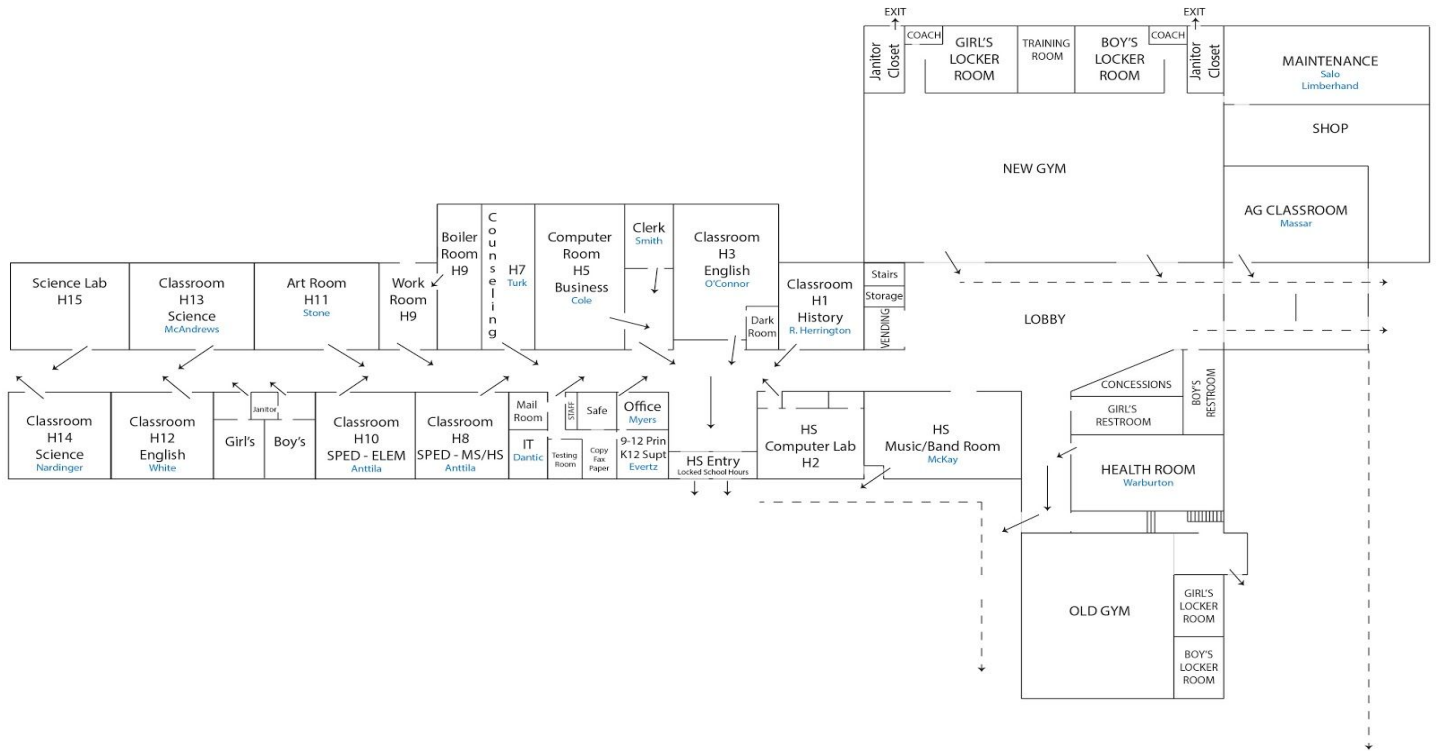 EXIT
EXIT
Janitor
Closet
COACH
GIRL'S
LOCKER
ROOM
TRAINING
ROOM
BOY'S
LOCKER
ROOM
COACH
Janitor
Closet
MAINTENANCE
Salo
Limberhand
SHOP
NEW GYM
AG CLASSROOM
Massar
Science Lab
H15
Classroom
H13
Science
McAndrews
Art Room
H11
Stone
Work
Room
H9
Boiler
Room
H9
Counseling
H7
Turk
Computer
Room
H5
Business
Cole
Clerk
Smith
Classroom
H3
English
O'Connor
Dark
Room
Classroom
H1
History
R. Herrington
Stairs
Storage
VENDING
LOBBY
Classroom
H14
Science
Nardinger
Classroom
H12
English
White
Girl's
Janitor
Boy's
Classroom
H10
SPED - ELEM
Anttila
Classroom
H8
SPED - MS/HS
Anttila
Mail
Room
IT
Dantic
STAFF
Safe
Testing
Room
Copy
Fax
Paper
Office
Myers
9-12 Prin
K12 Supt
Evertz
HS Entry
Locked School Hours
HS
Computer Lab
H2
HS
Music/Band Room
McKay
CONCESSIONS
GIRL'S
RESTROOM
BOY'S
RESTROOM
HEALTH ROOM
Warburton
OLD GYM
GIRL'S
LOCKER
ROOM
BOY'S
LOCKER
ROOM